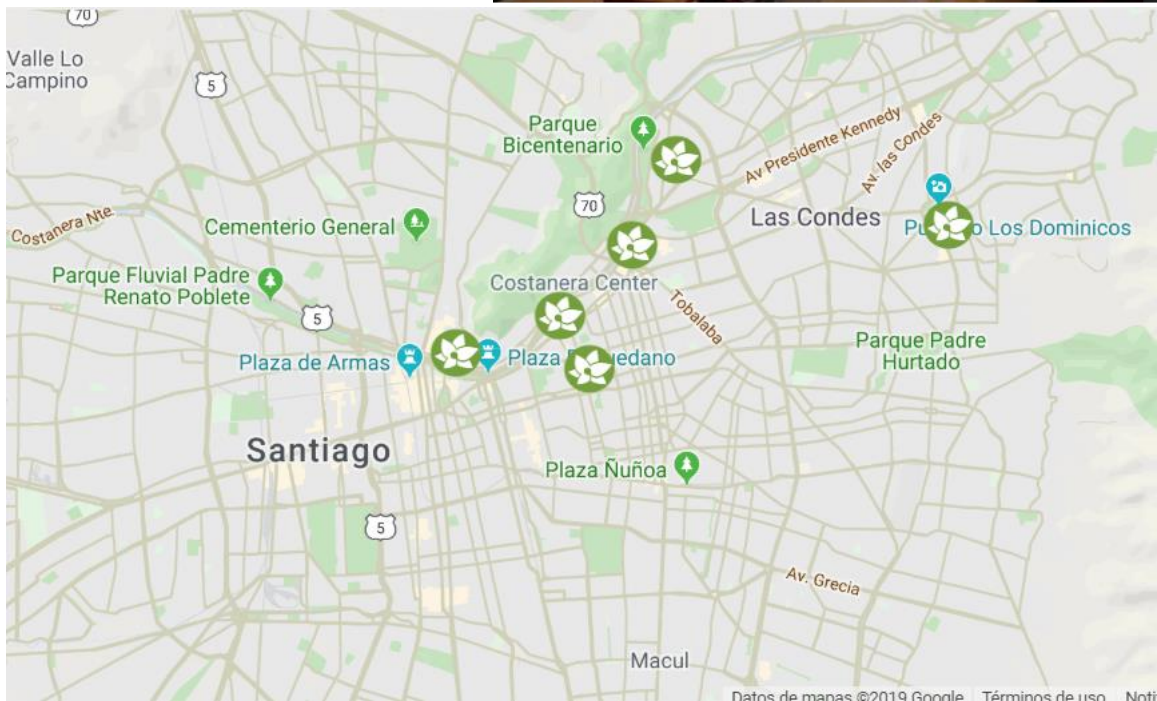 70
Valle Lo
Campino
5
Parque
Bicentenario
Av Presidente Kennedy
Av. las Condes
70
Las Condes
Cementerio General
Costanera Nte.
Los Dominicos
Parque Fluvial Padre
Renato Poblete
Costanera Center
Tobalaba
5
Plaza de Armas
Plaza
Parque Padre
Hurtado
Santiago
Plaza Ñuñoa
5
Av. Grecia
Macul
Datos de mapas ©2019 Google
Términos de uso